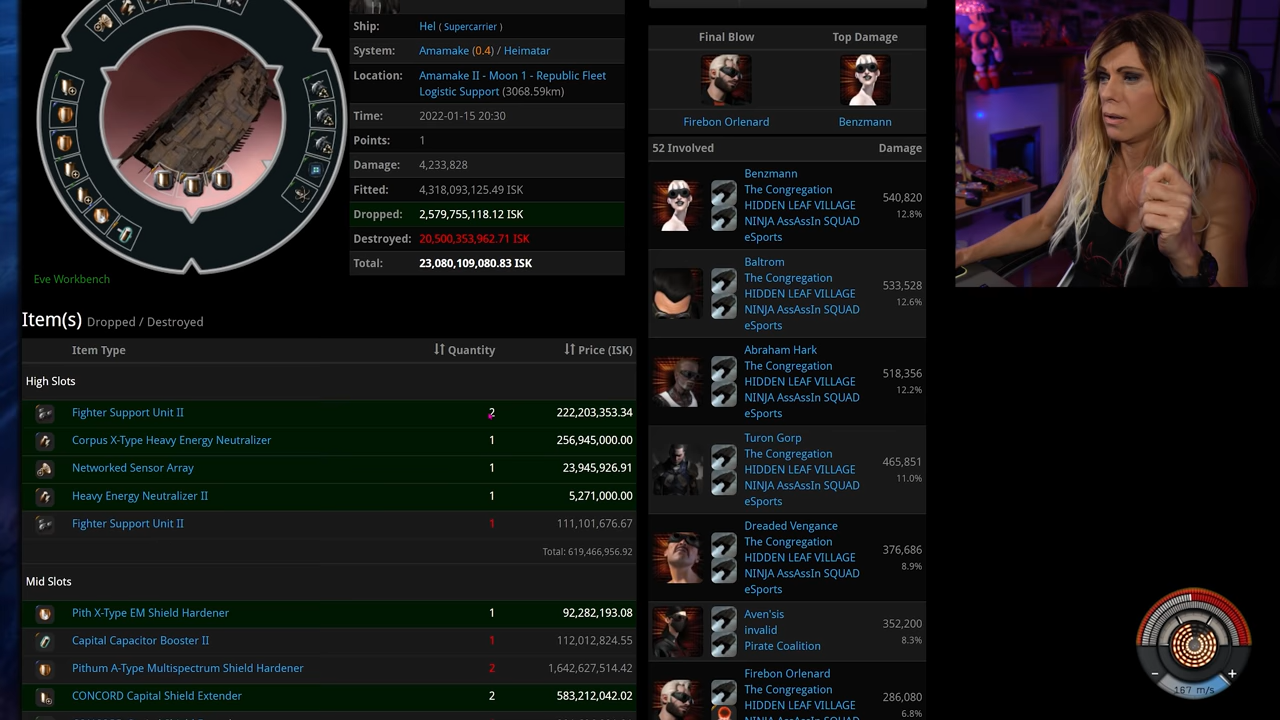 Ship: Hel ( Supercarrier )
System: Amamake (0.4) / Heimatar
Location: Amamake II - Moon 1 - Republic Fleet
Logistic Support (3068.59km)
Time: 2022-01-15 20:30
Points: 1
Damage: 4,233,828
Fitted: 4,318,093,125.49 ISK
Dropped: 2,579,755,118.12 ISK
Destroyed: 20,500,353,962.71 ISK
Total: 23,080,109,080.83 ISK
Eve Workbench
Item(s) Dropped / Destroyed
Item Type Quantity Price (ISK)
High Slots
Fighter Support Unit II 2 222,203,353.34
Corpus X-Type Heavy Energy Neutralizer 1 256,945,000.00
Networked Sensor Array 1 23,945,926.91
Heavy Energy Neutralizer II 1 5,271,000.00
Fighter Support Unit II 1 111,101,676.67
Total: 619,466,956.92
Mid Slots
Pith X-Type EM Shield Hardener 1 92,282,193.08
Capital Capacitor Booster II 1 112,012,824.55
Pithum A-Type Multispectrum Shield Hardener 2 1,642,627,514.42
CONCORD Capital Shield Extender 2 583,212,042.02
Final Blow Top Damage
Firebon Orlenard Benzmann
52 Involved Damage
Benzmann
The Congregation
HIDDEN LEAF VILLAGE
NINJA AssAssIn SQUAD
eSports
540,820
12.8%
Baltrom
The Congregation
HIDDEN LEAF VILLAGE
NINJA AssAssIn SQUAD
eSports
533,528
12.6%
Abraham Hark
The Congregation
HIDDEN LEAF VILLAGE
NINJA AssAssIn SQUAD
eSports
518,356
12.2%
Turon Gorp
The Congregation
HIDDEN LEAF VILLAGE
NINJA AssAssIn SQUAD
eSports
465,851
11.0%
Dreaded Vengance
The Congregation
HIDDEN LEAF VILLAGE
NINJA AssAssIn SQUAD
eSports
376,686
8.9%
Aven'sis
invalid
Pirate Coalition
352,200
8.3%
Firebon Orlenard
The Congregation
HIDDEN LEAF VILLAGE
NINJA AssAssIn SQUAD
286,080
6.8%
167 m/s